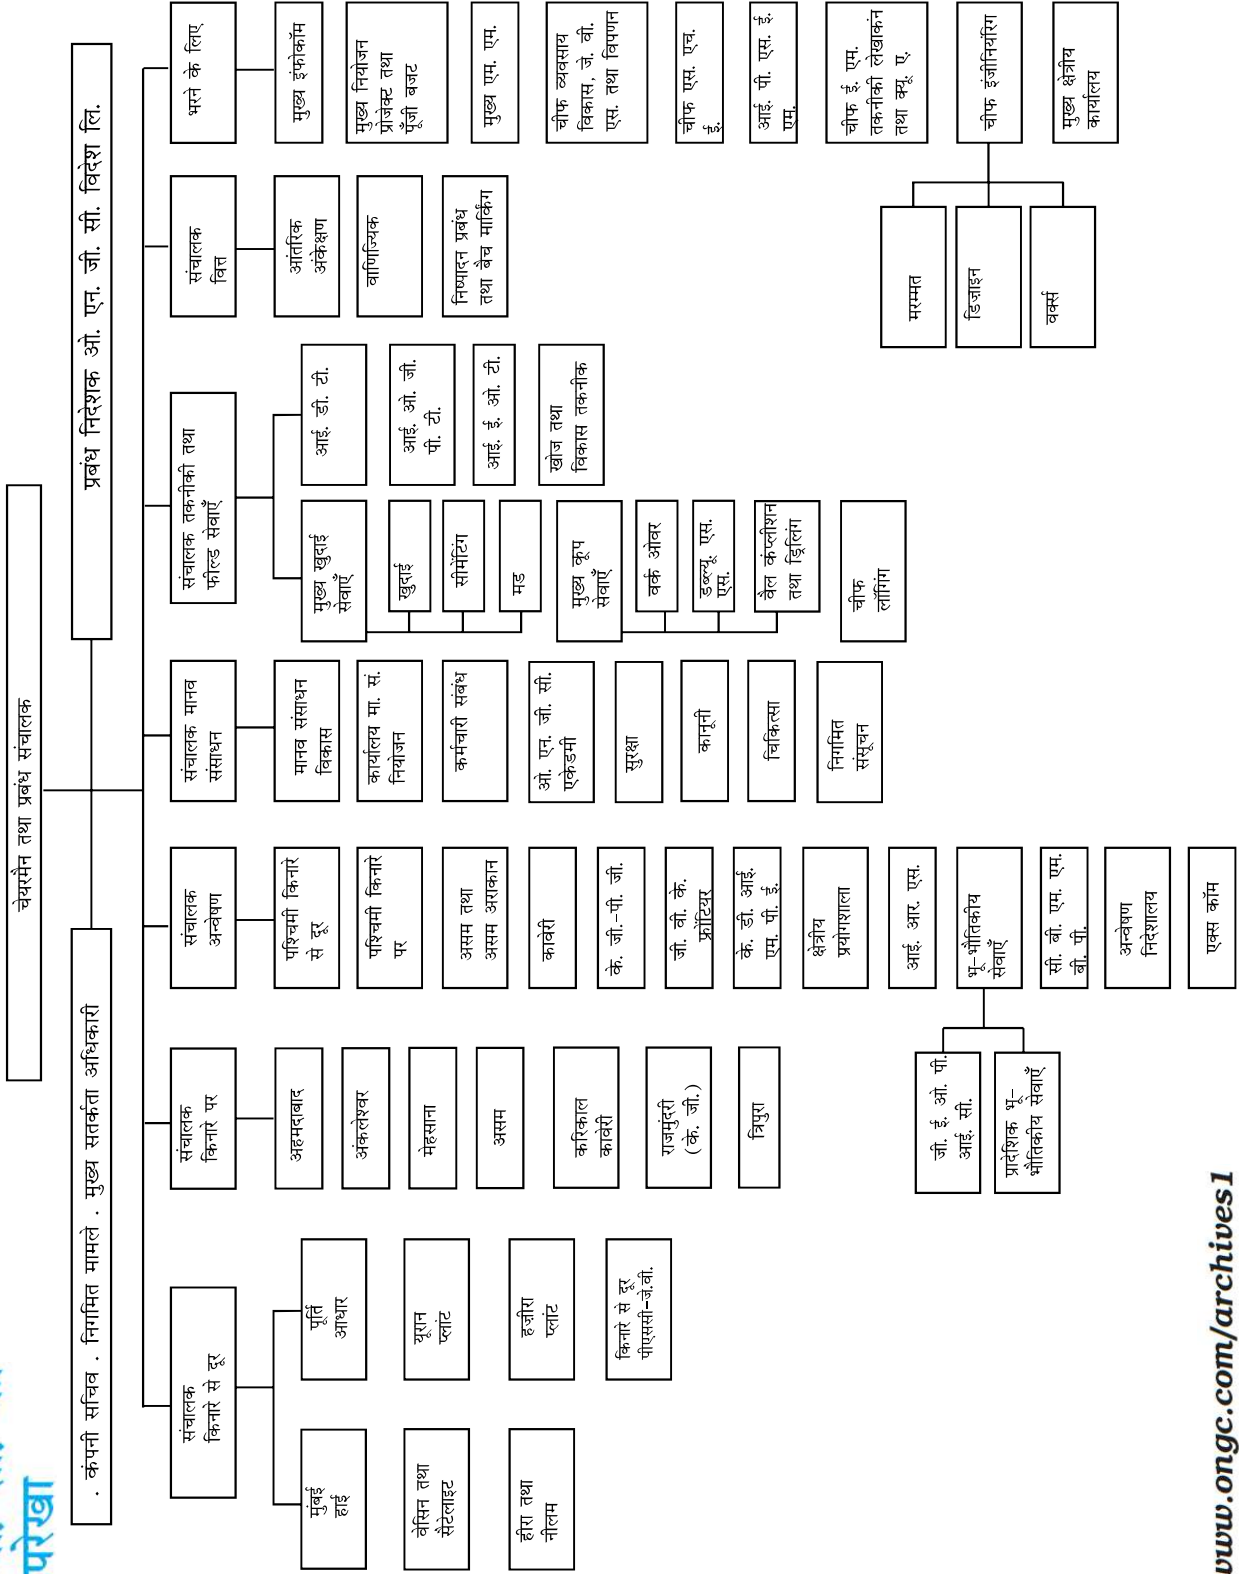 परेखा
चेयरमैन तथा प्रबंध संचालक
. कंपनी सचिव . निगमित मामले . मुख्य सतर्कता अधिकारी
प्रबंध निदेशक ओ. एन. जी. सी. विदेश लि.
संचालक
किनारे से दूर
मुंबई
हाई
वेसिन तथा
सैटेलाइट
हीरा तथा
नीलम
पूर्ति
आधार
यूरान
प्लांट
हज़ीरा
प्लांट
किनारे से दूर
पीएससी-जे.वी.
संचालक
किनारे पर
अहमदाबाद
अंकलेश्वर
मेहसाना
असम
करिकाल
कावेरी
राजमुंदरी
(के. जी.)
त्रिपुरा
संचालक
अन्वेषण
पश्चिमी किनारे
से दूर
पश्चिमी किनारे
पर
असम तथा
असम अराकान
कावेरी
के. जी.-पी. जी.
जी. वी. के.
फ्रोंटियर
के. डी. आई.
एम. पी. ई.
क्षेत्रीय
प्रयोगशाला
आई. आर. एस.
भू-भौतिकीय
सेवाएँ
जी. ई. ओ. पी.
आई. सी.
प्रादेशिक भू-
भौतिकीय सेवाएँ
सी. बी. एम. एम.
बी. पी.
अन्वेषण
निदेशालय
एक्स कॉम
संचालक मानव
संसाधन
मानव संसाधन
विकास
कार्यालय मा. सं.
नियोजन
कर्मचारी संबंध
ओ. एन. जी. सी.
एकेडमी
सुरक्षा
कानूनी
चिकित्सा
निगमित
संसूचन
संचालक तकनीकी तथा
फील्ड सेवाएँ
मुख्य खुदाई
सेवाएँ
खुदाई
सीमेंटिंग
मड
मुख्य कूप
सेवाएँ
वर्क ओवर
डब्ल्यू. एस.
एस.
वैल कंप्लीशन
तथा ड्रिलिंग
चीफ
लॉगिंग
आई. डी. टी.
आई. ओ. जी.
पी. टी.
आई. ई. ओ. टी.
खोज तथा
विकास तकनीक
संचालक
वित्त
आंतरिक
अंकेक्षण
वाणिज्यिक
निष्पादन प्रबंध
तथा बैच मार्किंग
भरने के लिए
मुख्य इंफोकॉम
मुख्य नियोजन
प्रोजेक्ट तथा
पूँजी बजट
मुख्य एम. एम.
चीफ व्यवसाय
विकास, जे. वी.
एस. तथा विपणन
चीफ एस. एच.
ई.
आई. पी. एस. ई.
एम.
चीफ ई. एम.
तकनीकी लेखाकंन
तथा क्यू. ए.
चीफ इंजीनियरिंग
मरम्मत
डिज़ाइन
वर्क्स
मुख्य क्षेत्रीय
कार्यालय
www.ongc.com/archives1